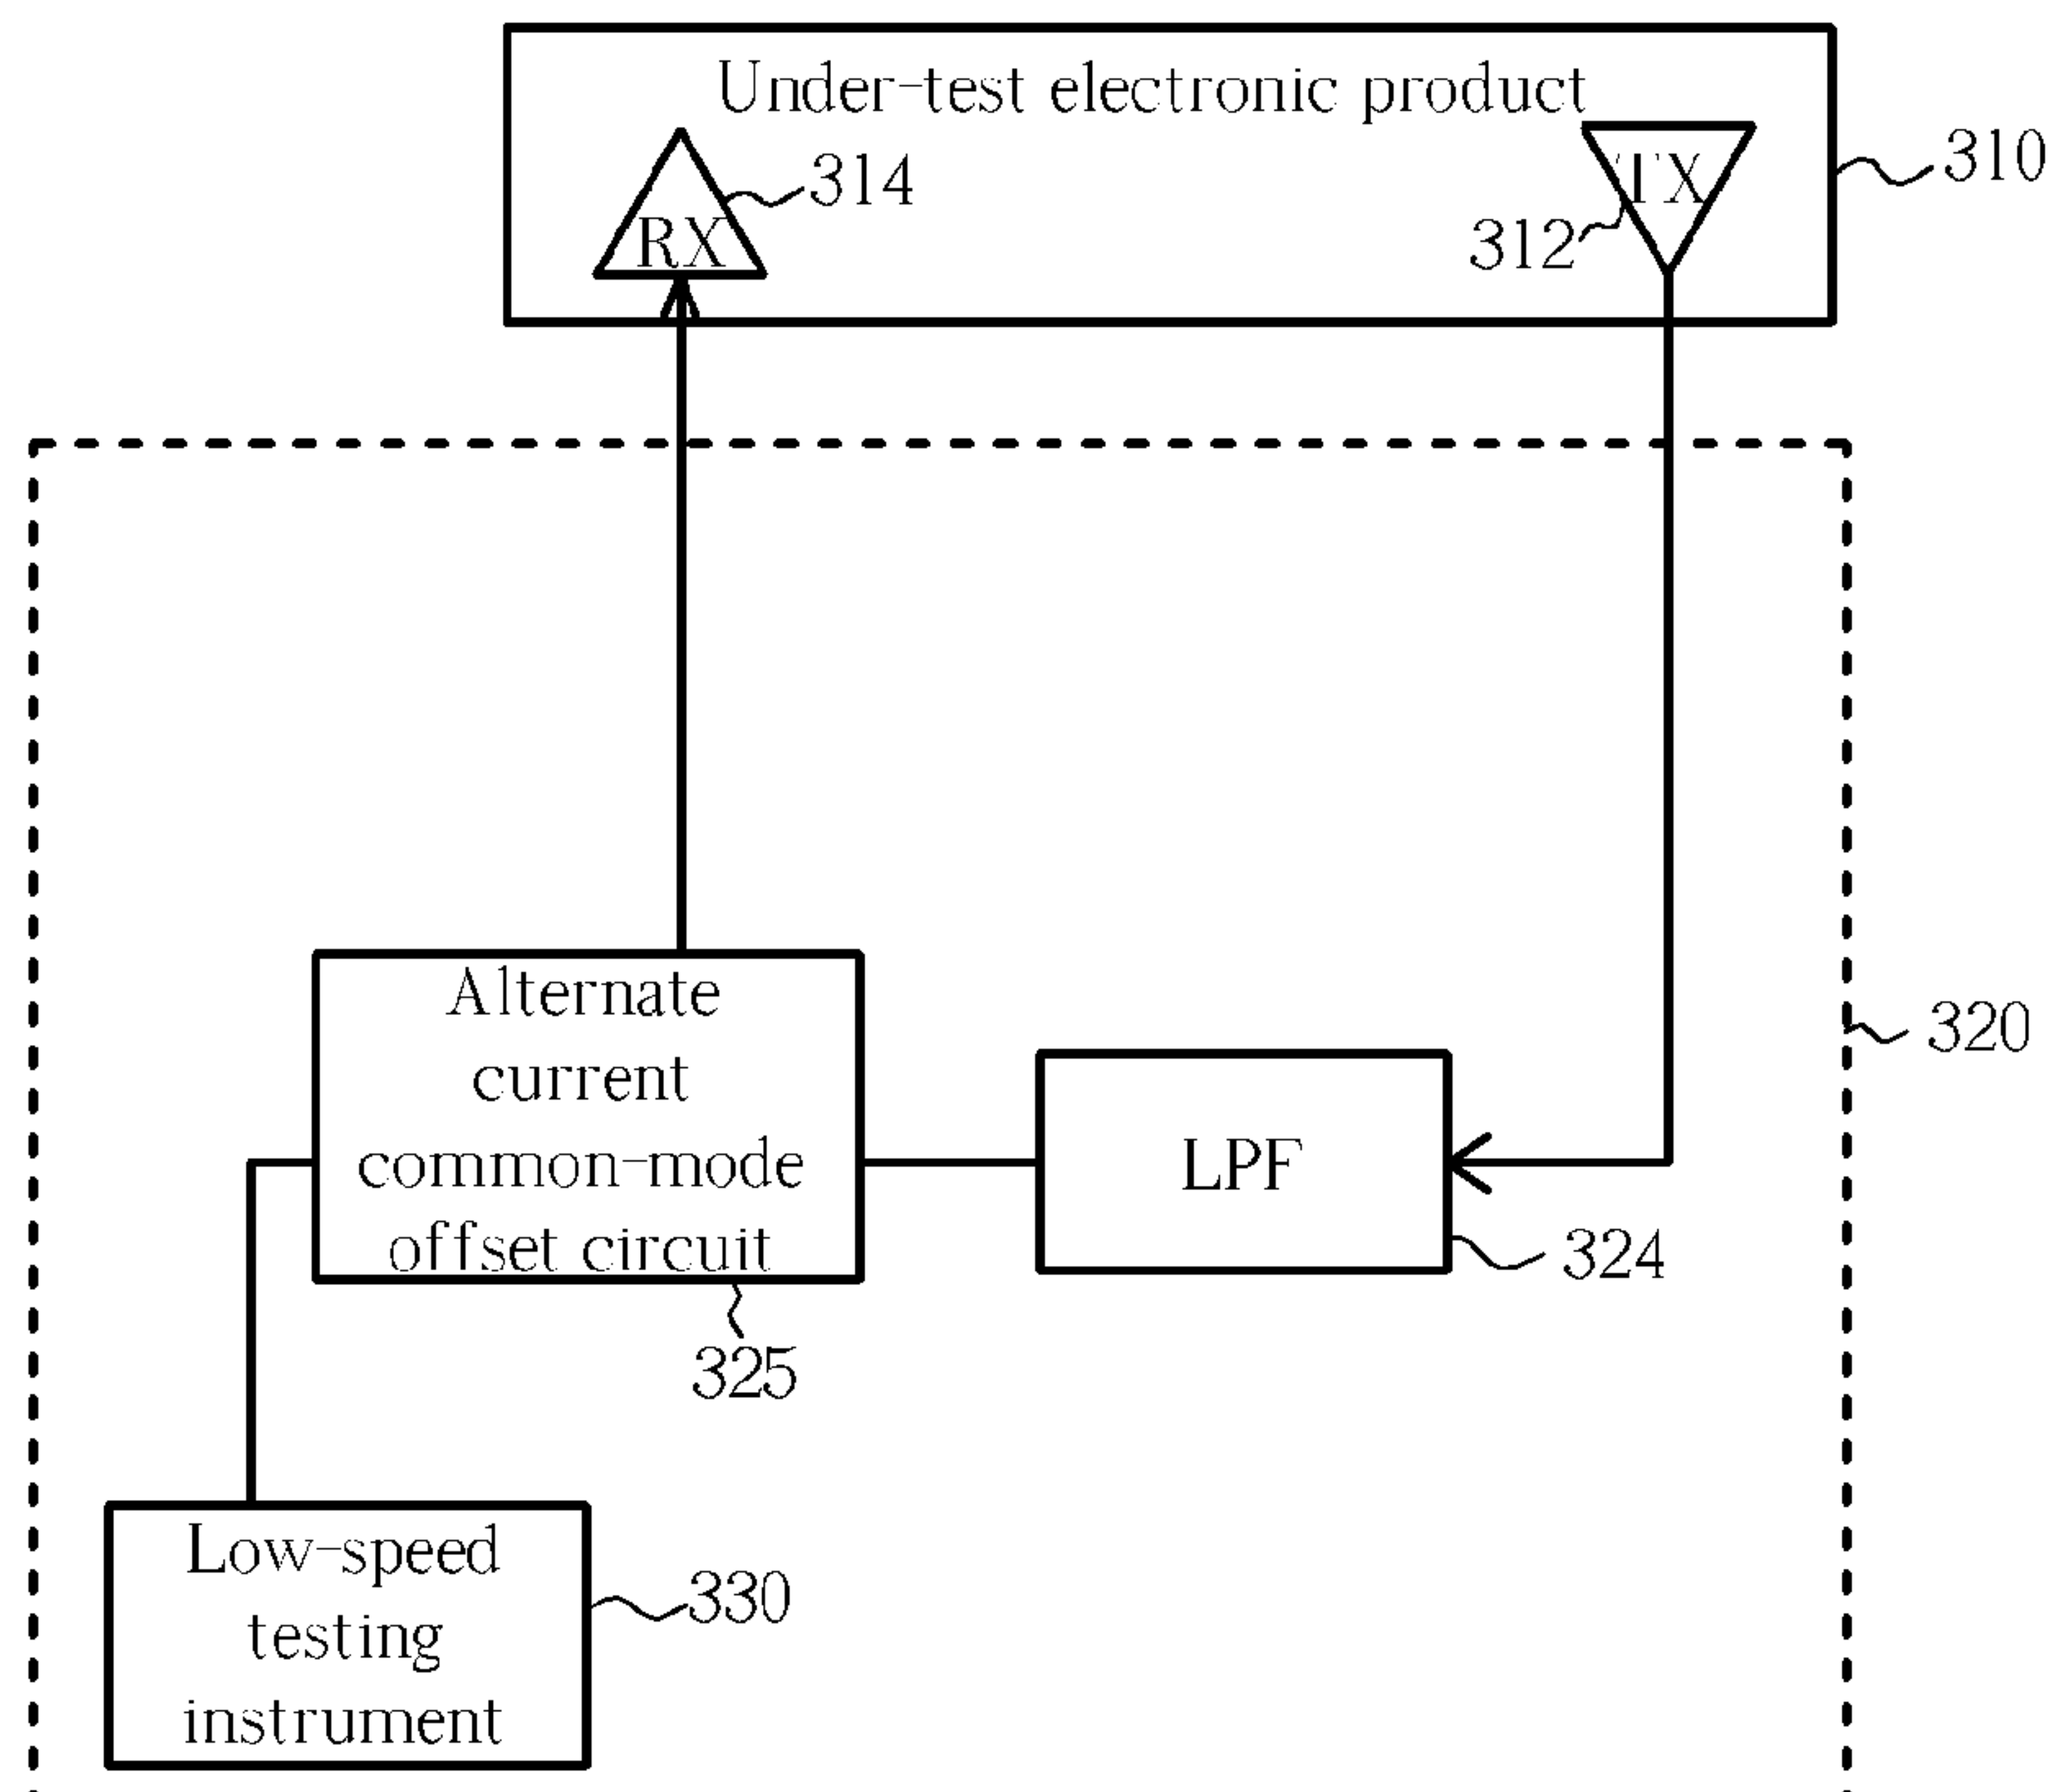 Under-test electronic product
314
TX
310
RX
312
Alternate
current
common-mode
offset circuit
LPF
320
324
325
Low-speed
testing
instrument
330